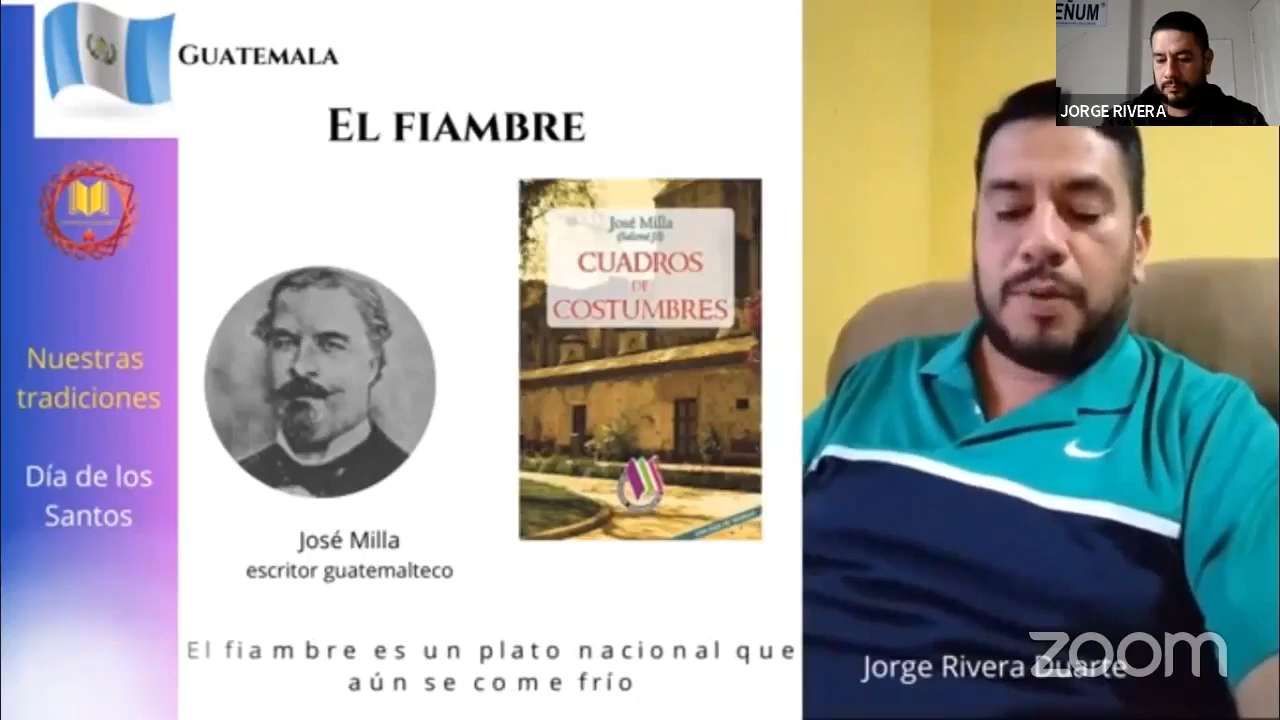 GUATEMALA
EL FIAMBRE
Nuestras
tradiciones
Día de los
Santos
José Milla
(Salomé Jil)
CUADROS
DE
COSTUMBRES
José Milla
escritor guatemalteco
El fiambre es un plato nacional que
aún se come frío
EÑUM
JORGE RIVERA
Jorge Rivera Duarte
zoom